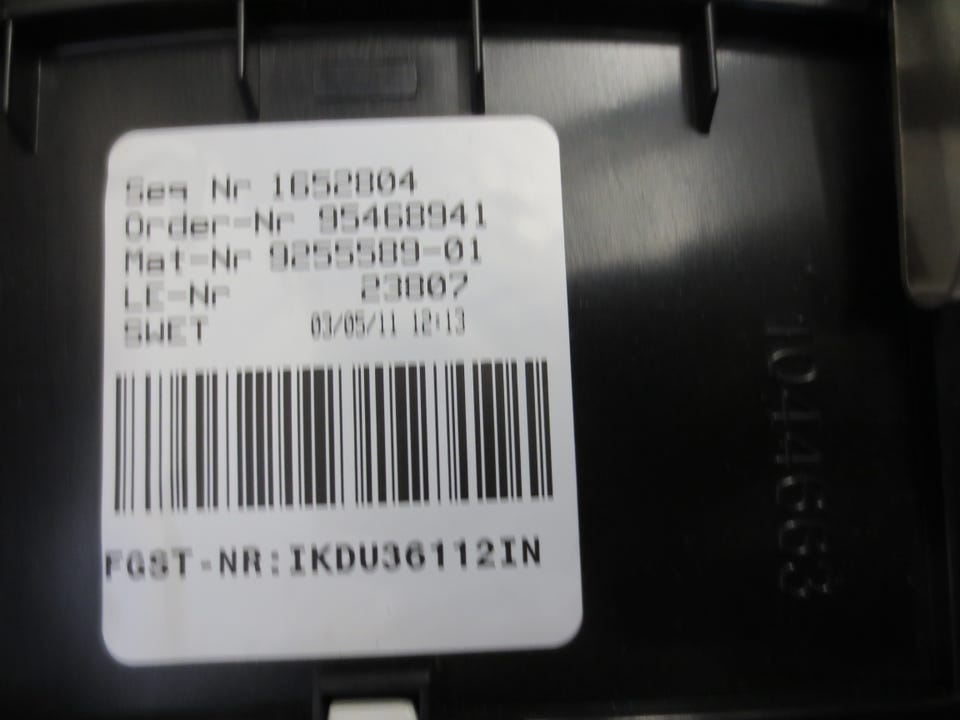 Seq Nr 1652804
Order-Nr 95468941
Mat-Nr 9255589-01
LE-Nr 23807
SWET 03/05/11 12:13
FGST-NR:IKDU36112IN
1044663